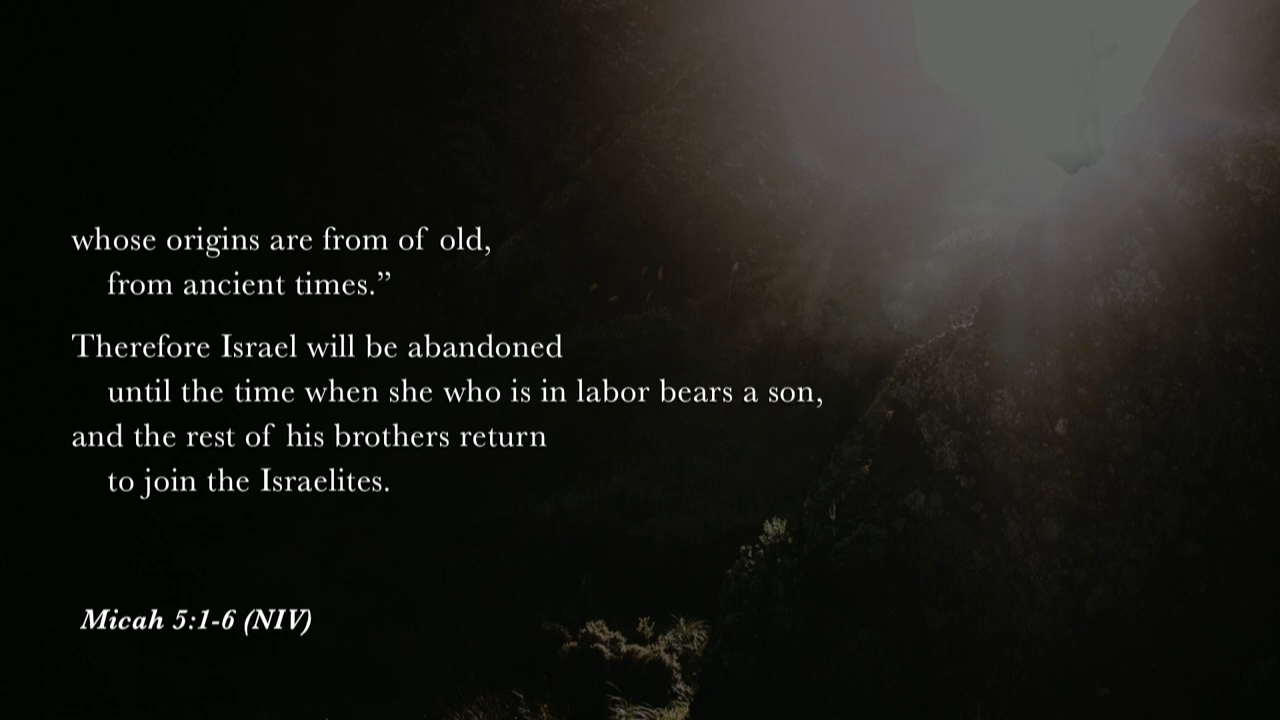 whose origins are from of old,
from ancient times.”
Therefore Israel will be abandoned
until the time when she who is in labor bears a son,
and the rest of his brothers return
to join the Israelites.
Micah 5:1-6 (NIV)